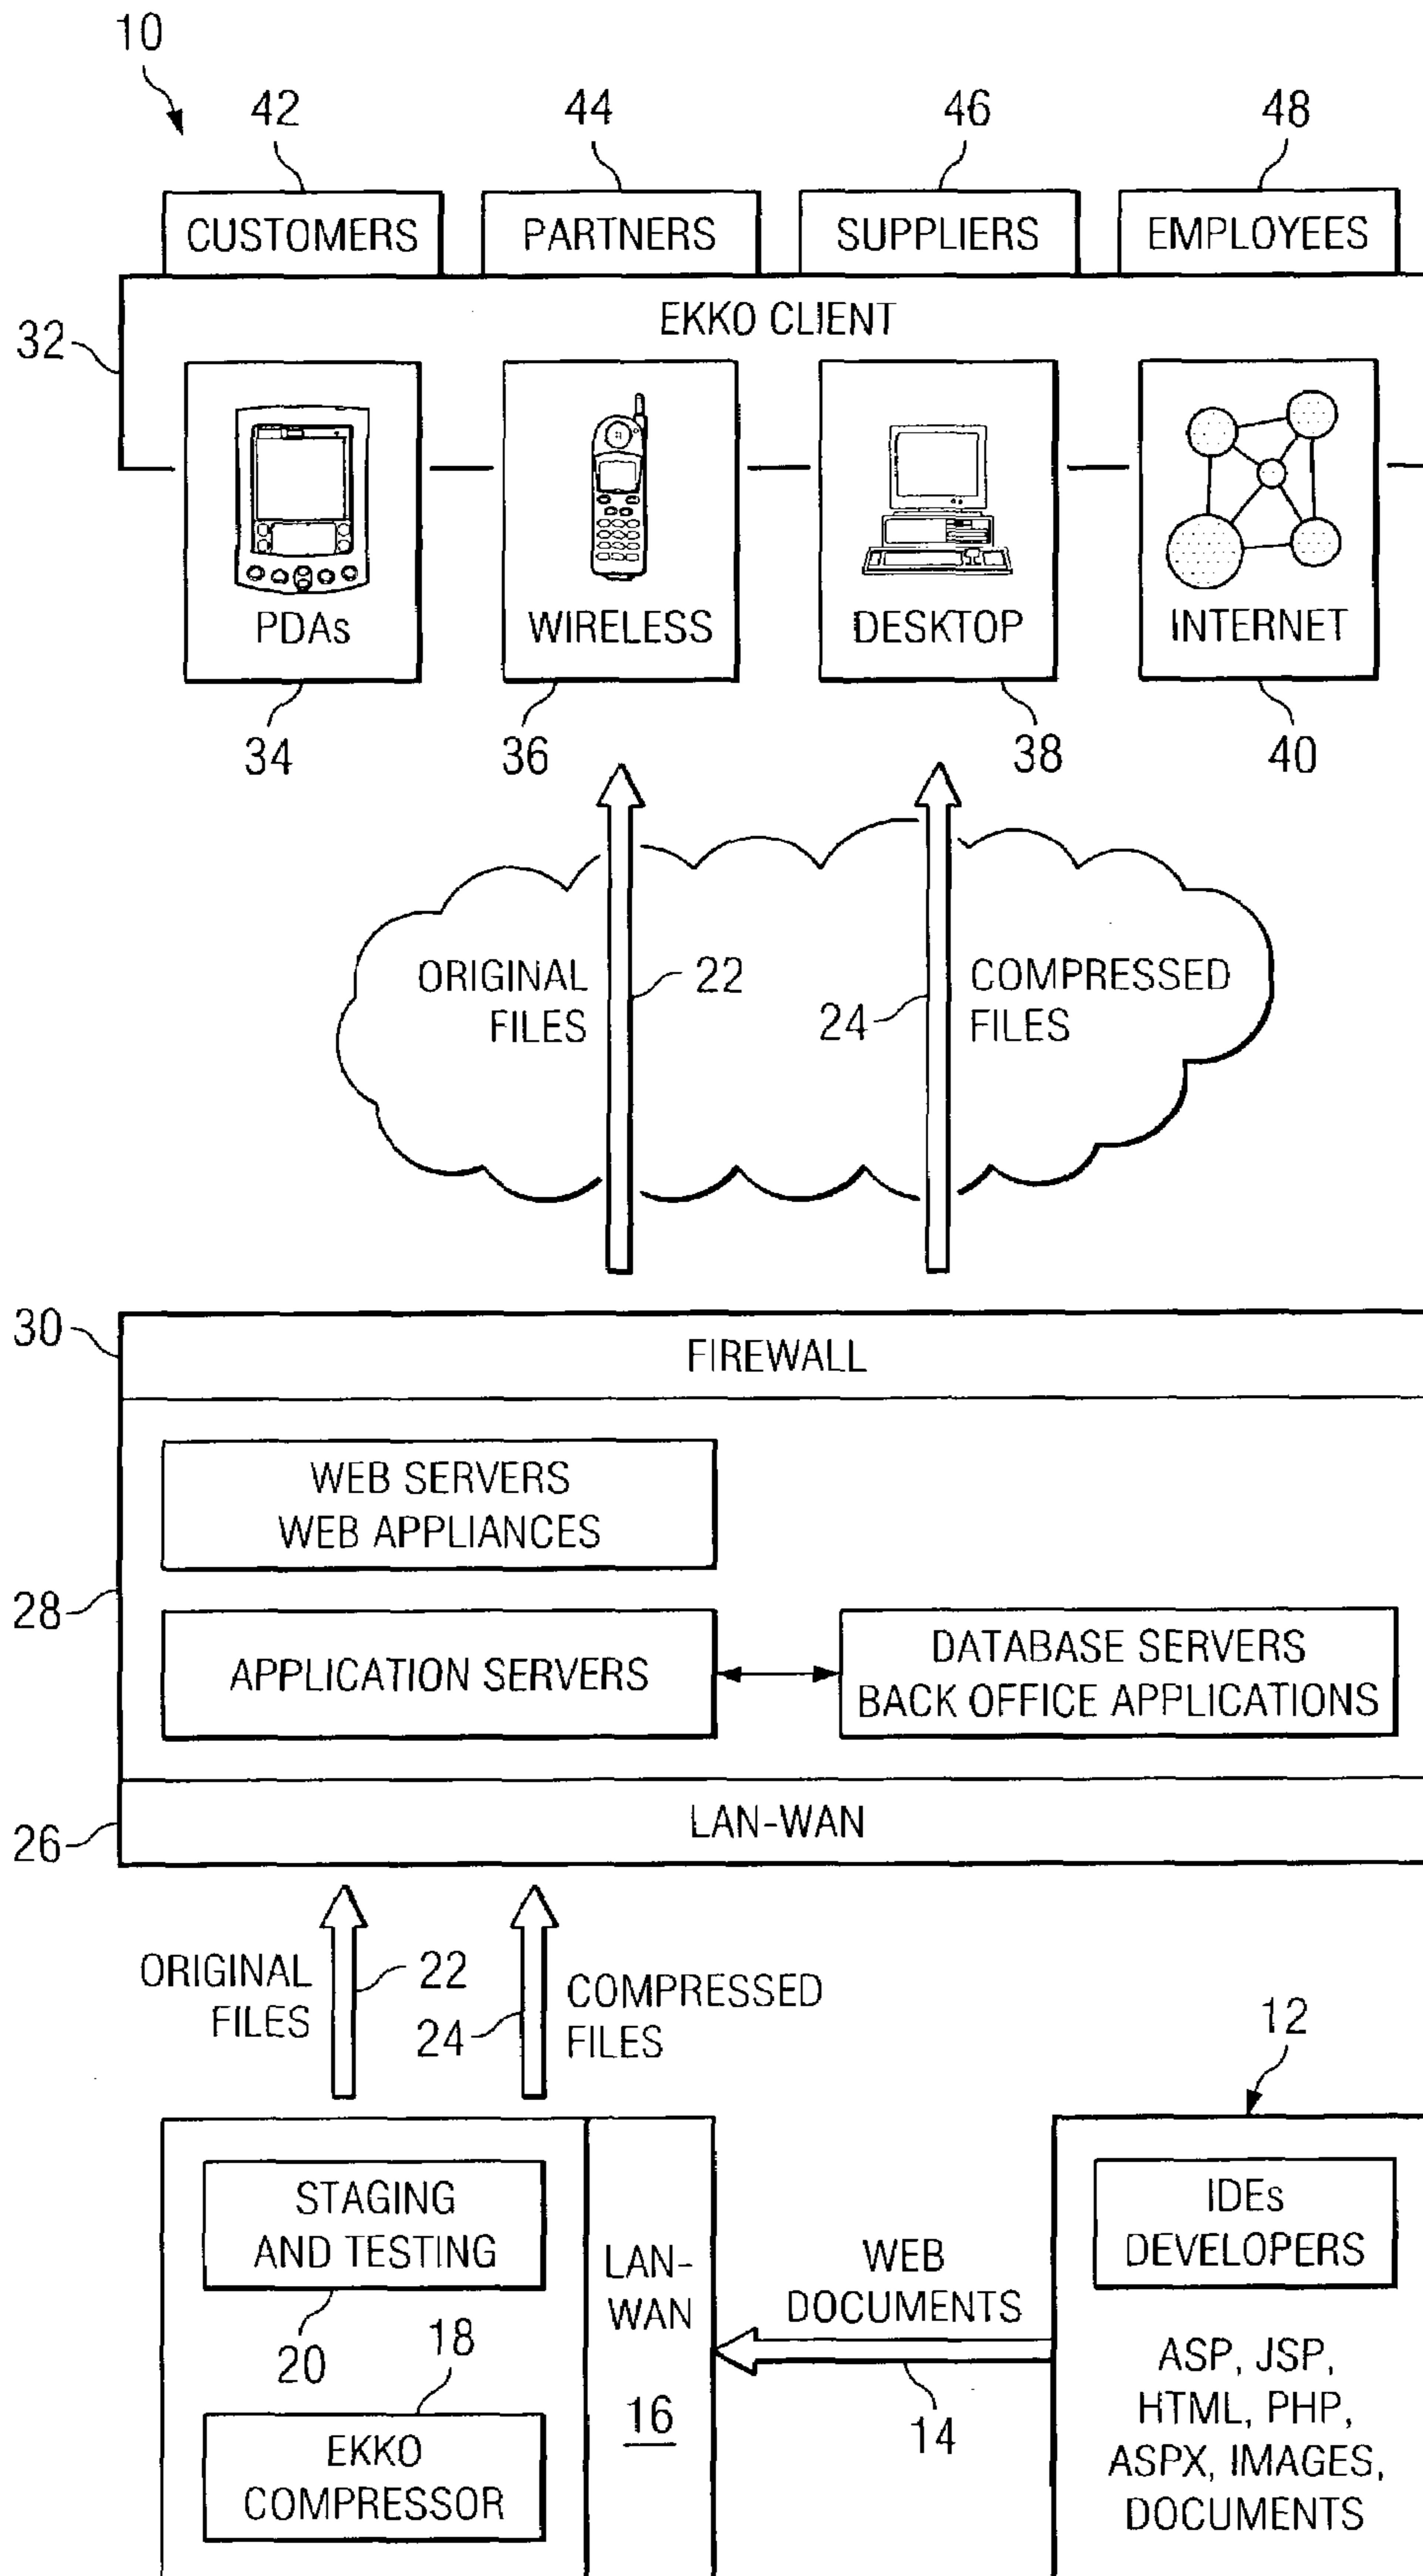 10
42
44
46
48
CUSTOMERS
PARTNERS
SUPPLIERS
EMPLOYEES
EKKO CLIENT
32
PDAs
WIRELESS
DESKTOP
INTERNET
34
36
38
40
ORIGINAL
FILES
22
24
COMPRESSED
FILES
30
FIREWALL
WEB SERVERS
WEB APPLIANCES
28
APPLICATION SERVERS
DATABASE SERVERS
BACK OFFICE APPLICATIONS
26
LAN-WAN
ORIGINAL
FILES
22
24
COMPRESSED
FILES
12
STAGING
AND TESTING
20
18
EKKO
COMPRESSOR
LAN-
WAN
16
WEB
DOCUMENTS
14
IDEs
DEVELOPERS
ASP, JSP,
HTML, PHP,
ASPX, IMAGES,
DOCUMENTS